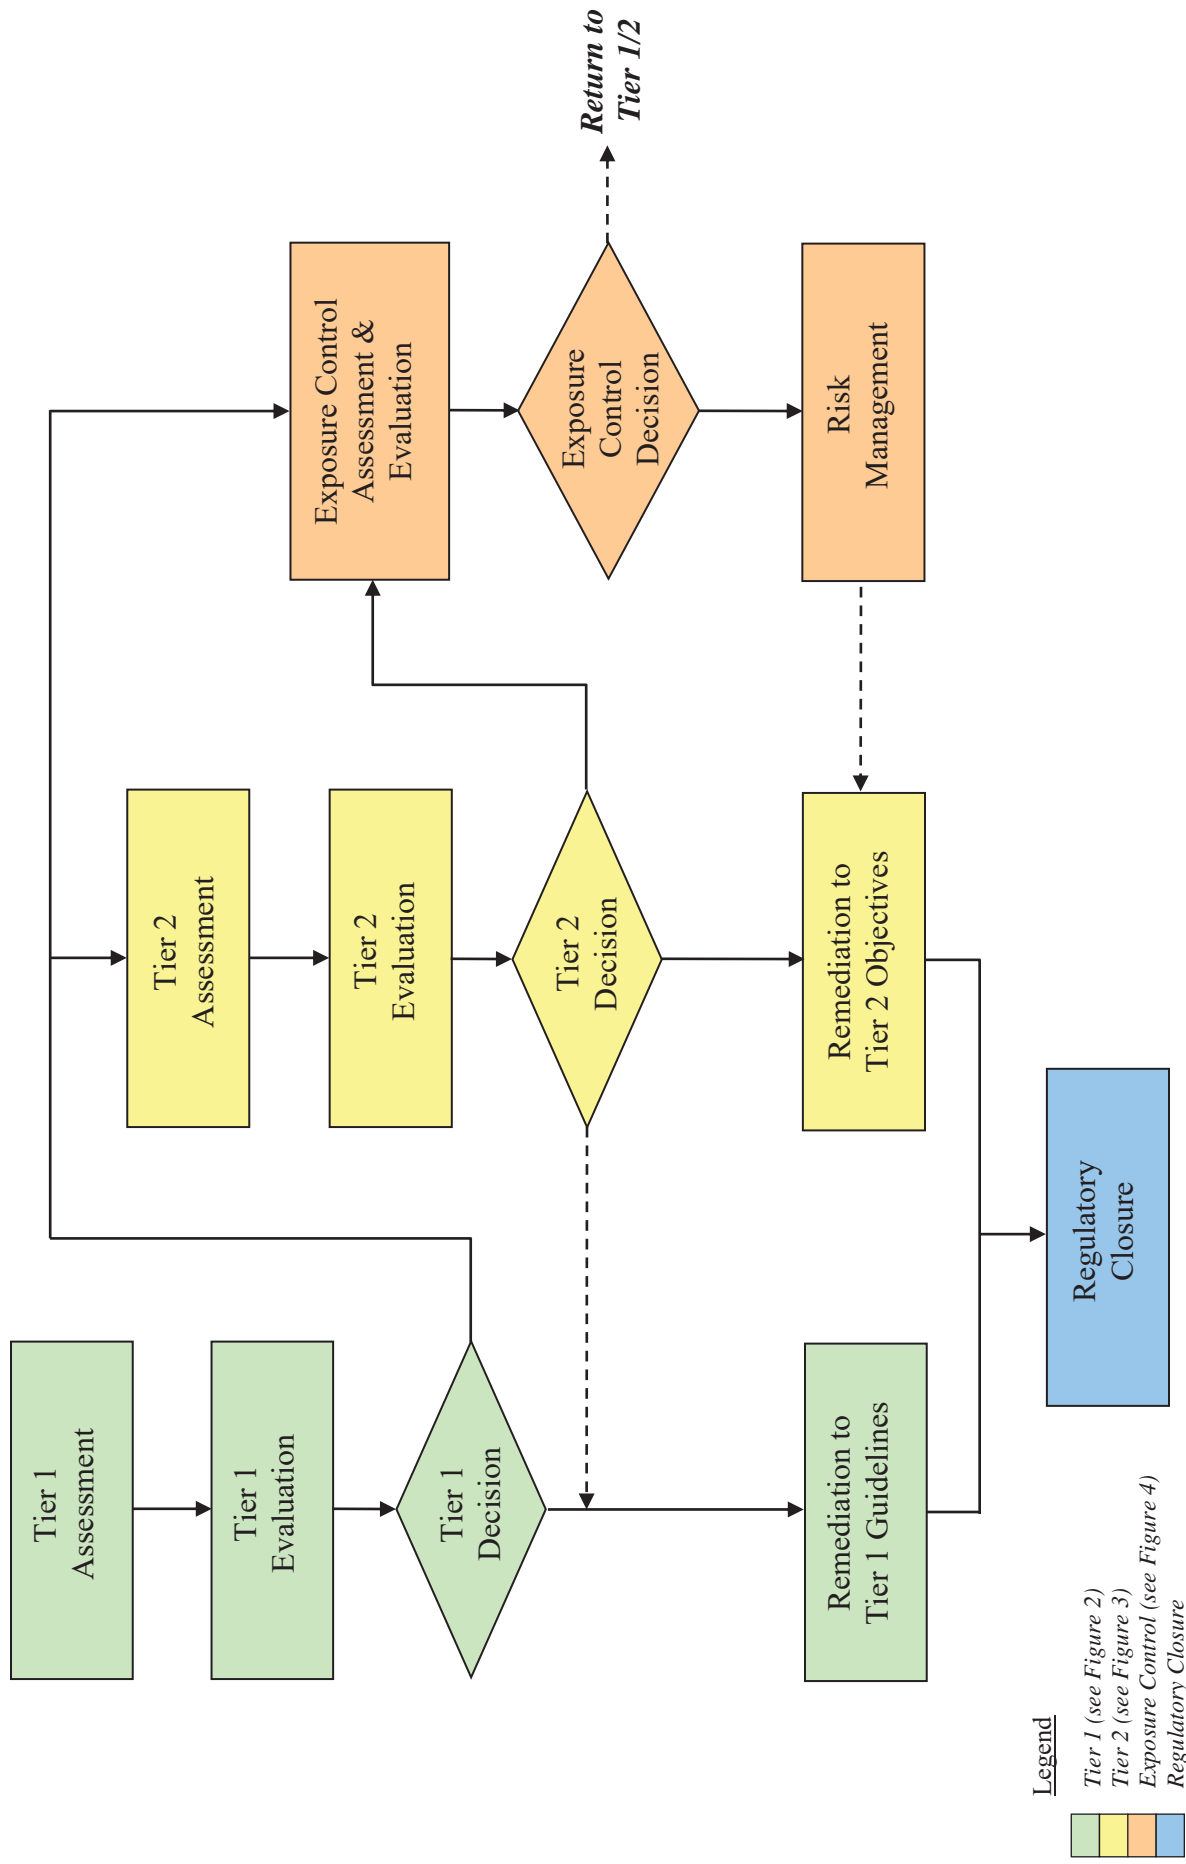 Tier 1
Assessment
Tier 1
Evaluation
Tier 1
Decision
Remediation to
Tier 1 Guidelines
Tier 2
Assessment
Tier 2
Evaluation
Tier 2
Decision
Remediation to
Tier 2 Objectives
Exposure Control
Assessment &
Evaluation
Exposure
Control
Decision
Risk
Management
Return to
Tier 1/2
Regulatory
Closure
Legend
Tier 1 (see Figure 2)
Tier 2 (see Figure 3)
Exposure Control (see Figure 4)
Regulatory Closure